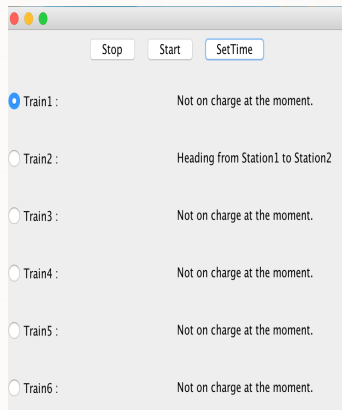 Stop Start SetTime
Train1 : Not on charge at the moment.
Train2 : Heading from Station1 to Station2
Train3 : Not on charge at the moment.
Train4 : Not on charge at the moment.
Train5 : Not on charge at the moment.
Train6 : Not on charge at the moment.